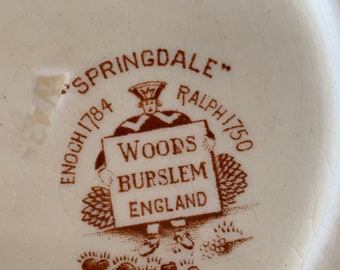 "SPRINGDALE"
ENOCH 1784
RALPH 1750
WOODS
BURSLEM
ENGLAND